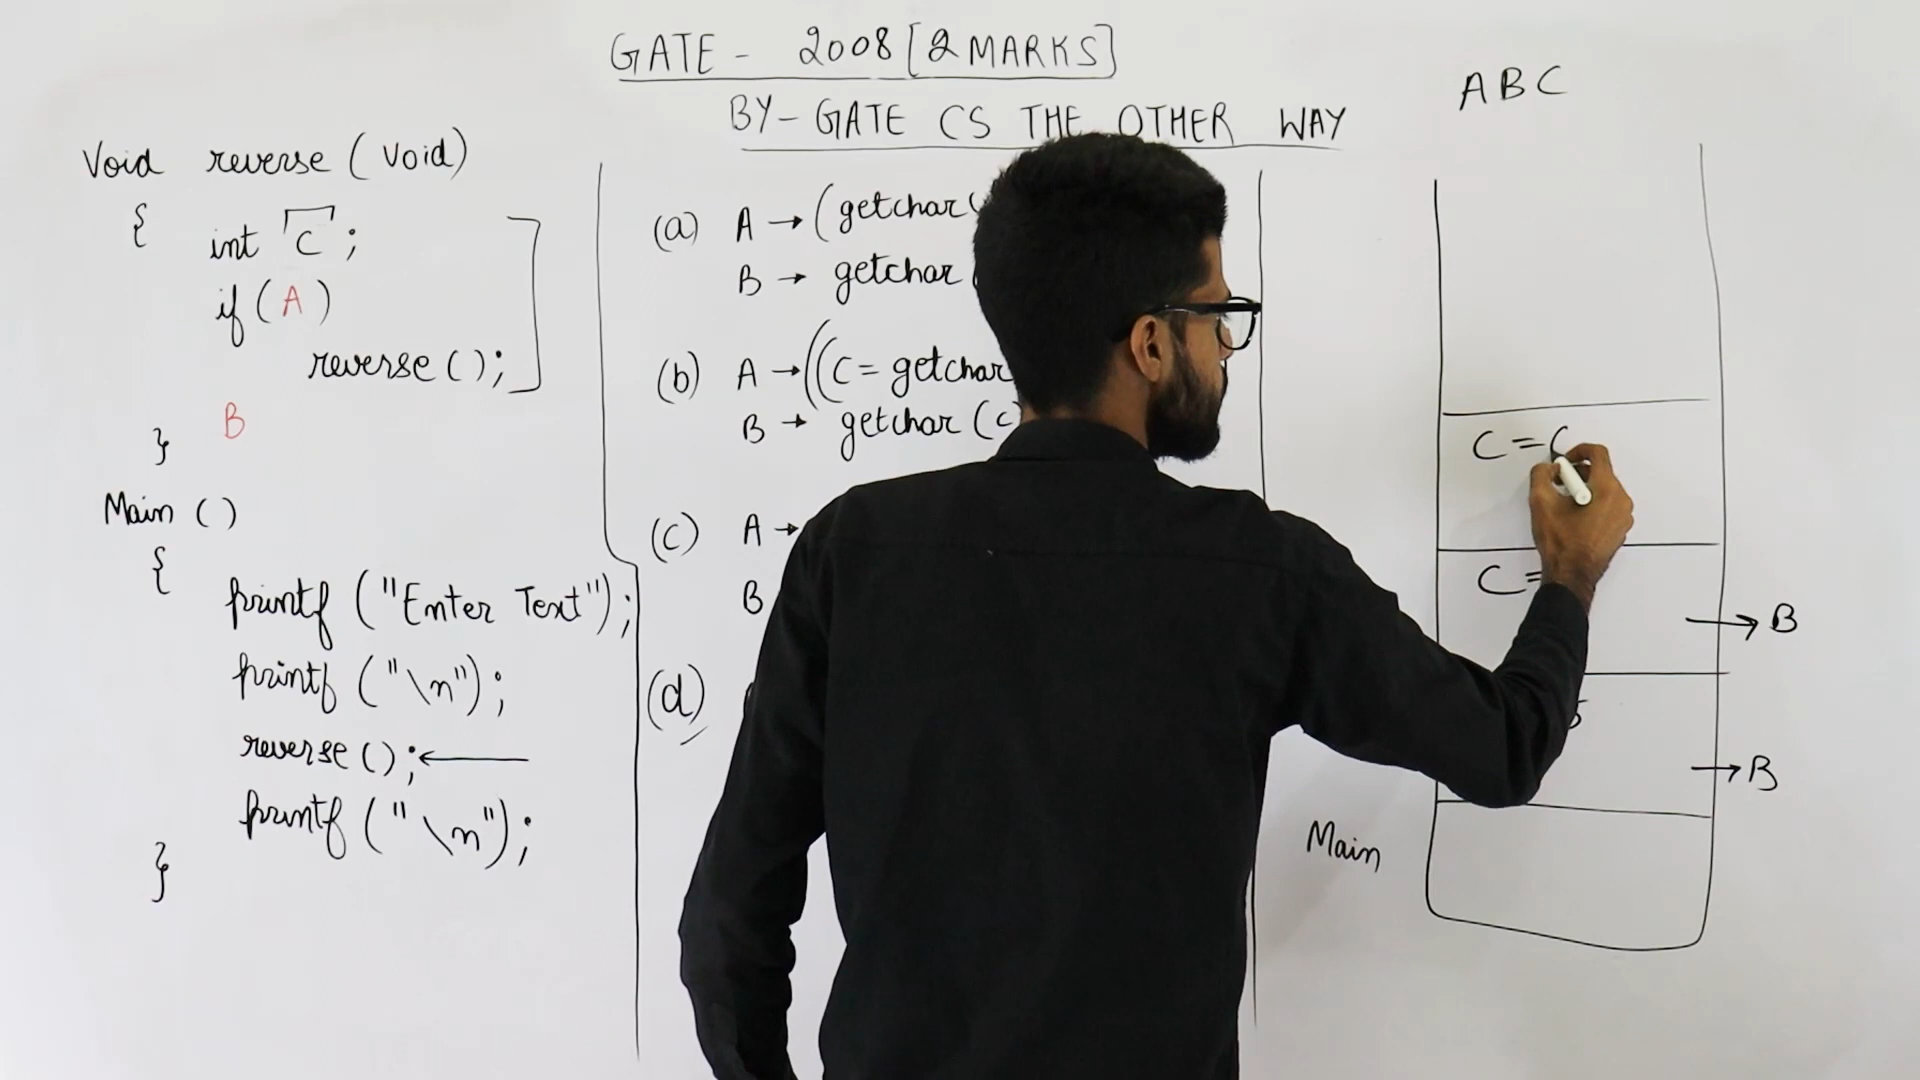 GATE - 2008 [2 MARKS]
BY - GATE CS THE OTHER WAY
Void reverse ( Void )
{
int C ;
if ( A )
reverse ( ) ;
B
}
Main ( )
{
printf ( "Enter Text" ) ;
printf ( " \n " ) ;
reverse ( ) ;
printf ( " \n " ) ;
}
(a) A → ( getchar (
B → getchar (
(b) A → (( C = getchar
B → getchar ( c )
(c) A →
B
(d)
A B C
C = C
C =
→ B
→ B
Main